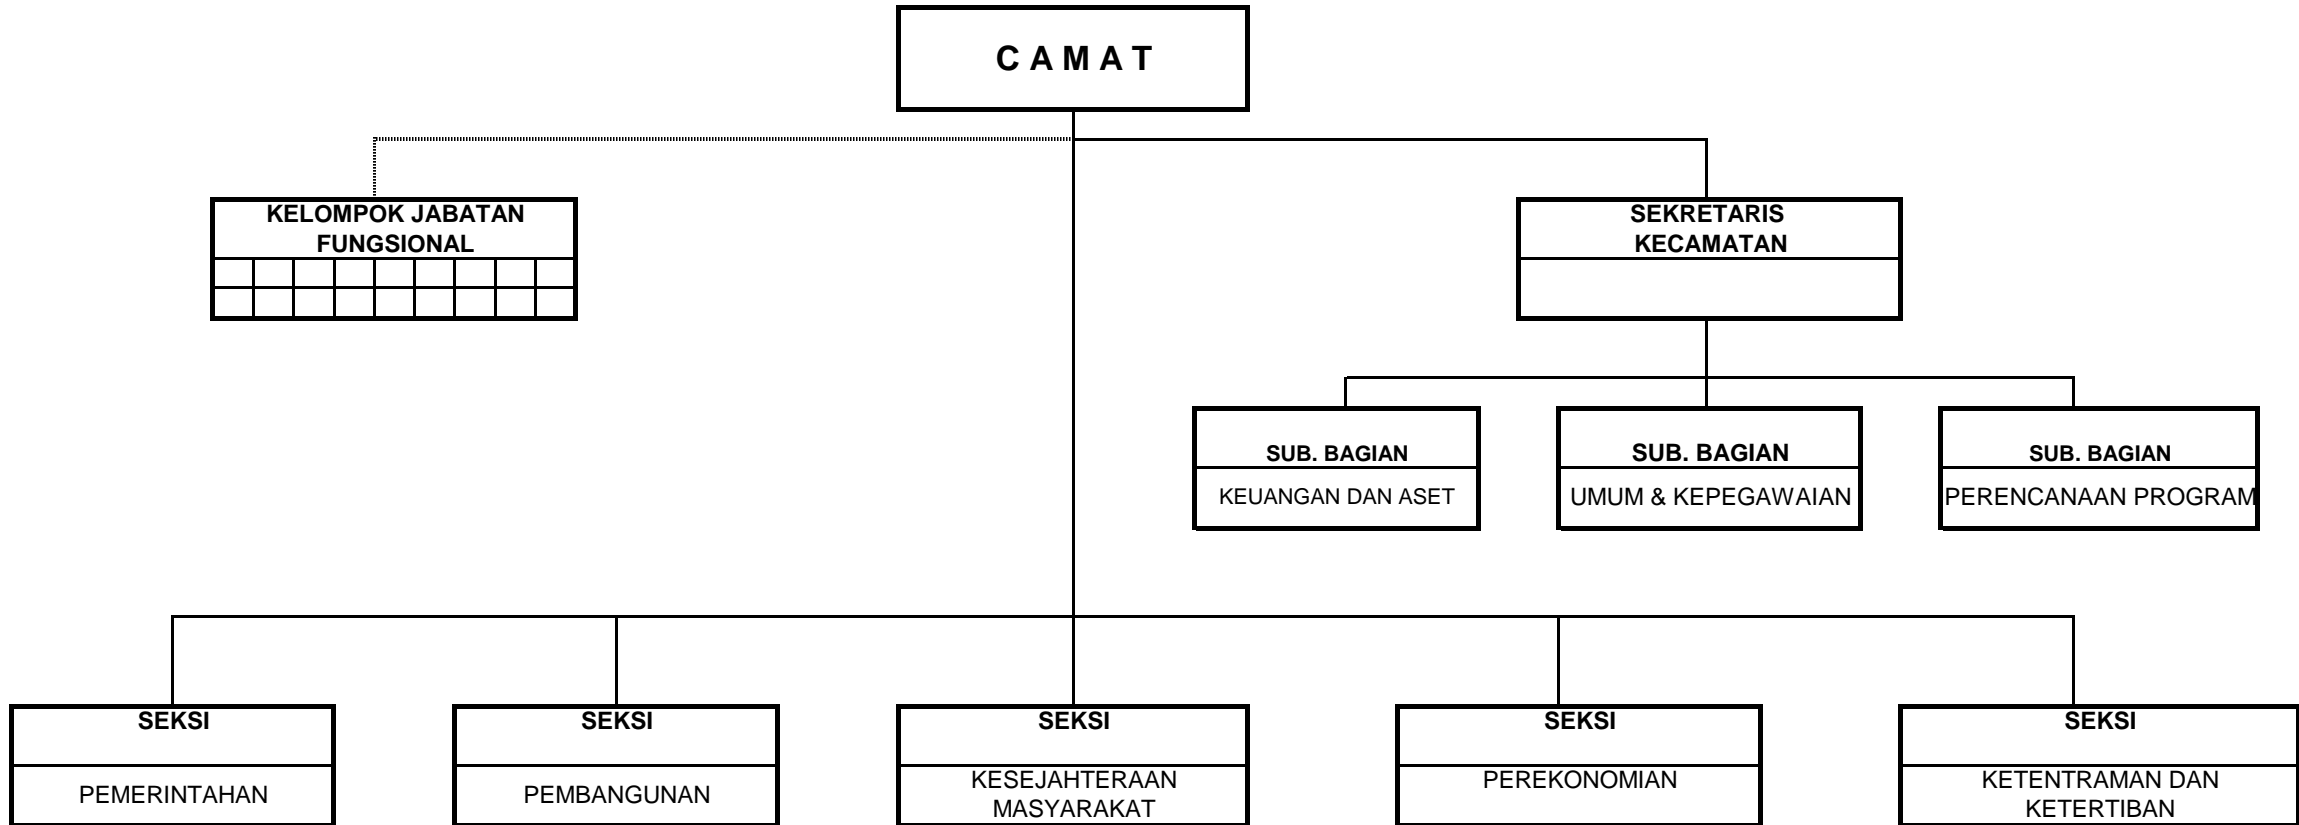 C A M A T
KELOMPOK JABATAN
FUNGSIONAL
SEKRETARIS
KECAMATAN
SUB. BAGIAN
KEUANGAN DAN ASET
SUB. BAGIAN
UMUM & KEPEGAWAIAN
SUB. BAGIAN
PERENCANAAN PROGRAM
SEKSI
PEMERINTAHAN
SEKSI
PEMBANGUNAN
SEKSI
KESEJAHTERAAN
MASYARAKAT
SEKSI
PEREKONOMIAN
SEKSI
KETENTRAMAN DAN
KETERTIBAN